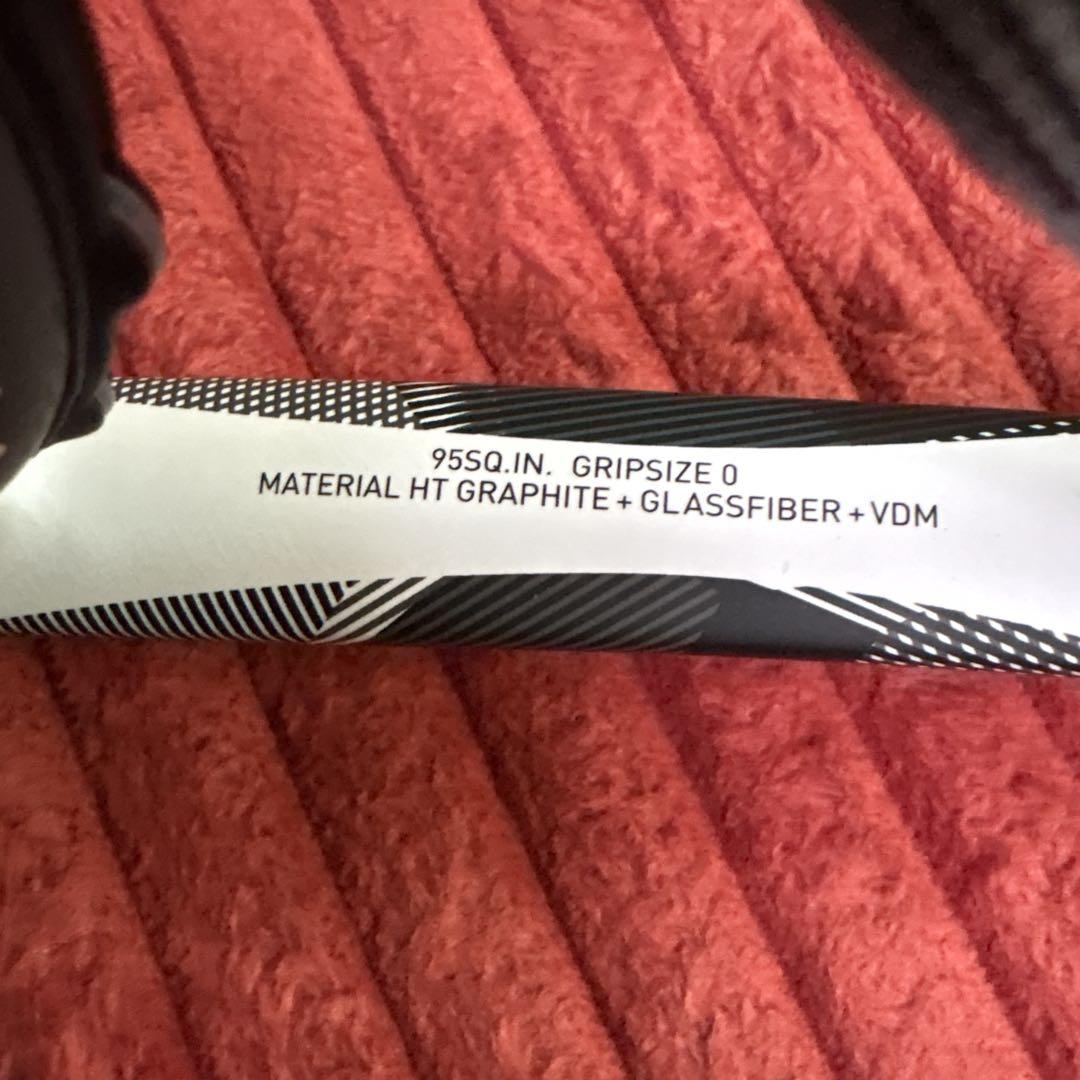 95SQ.IN. GRIPSIZE 0
MATERIAL HT GRAPHITE + GLASSFIBER + VDM